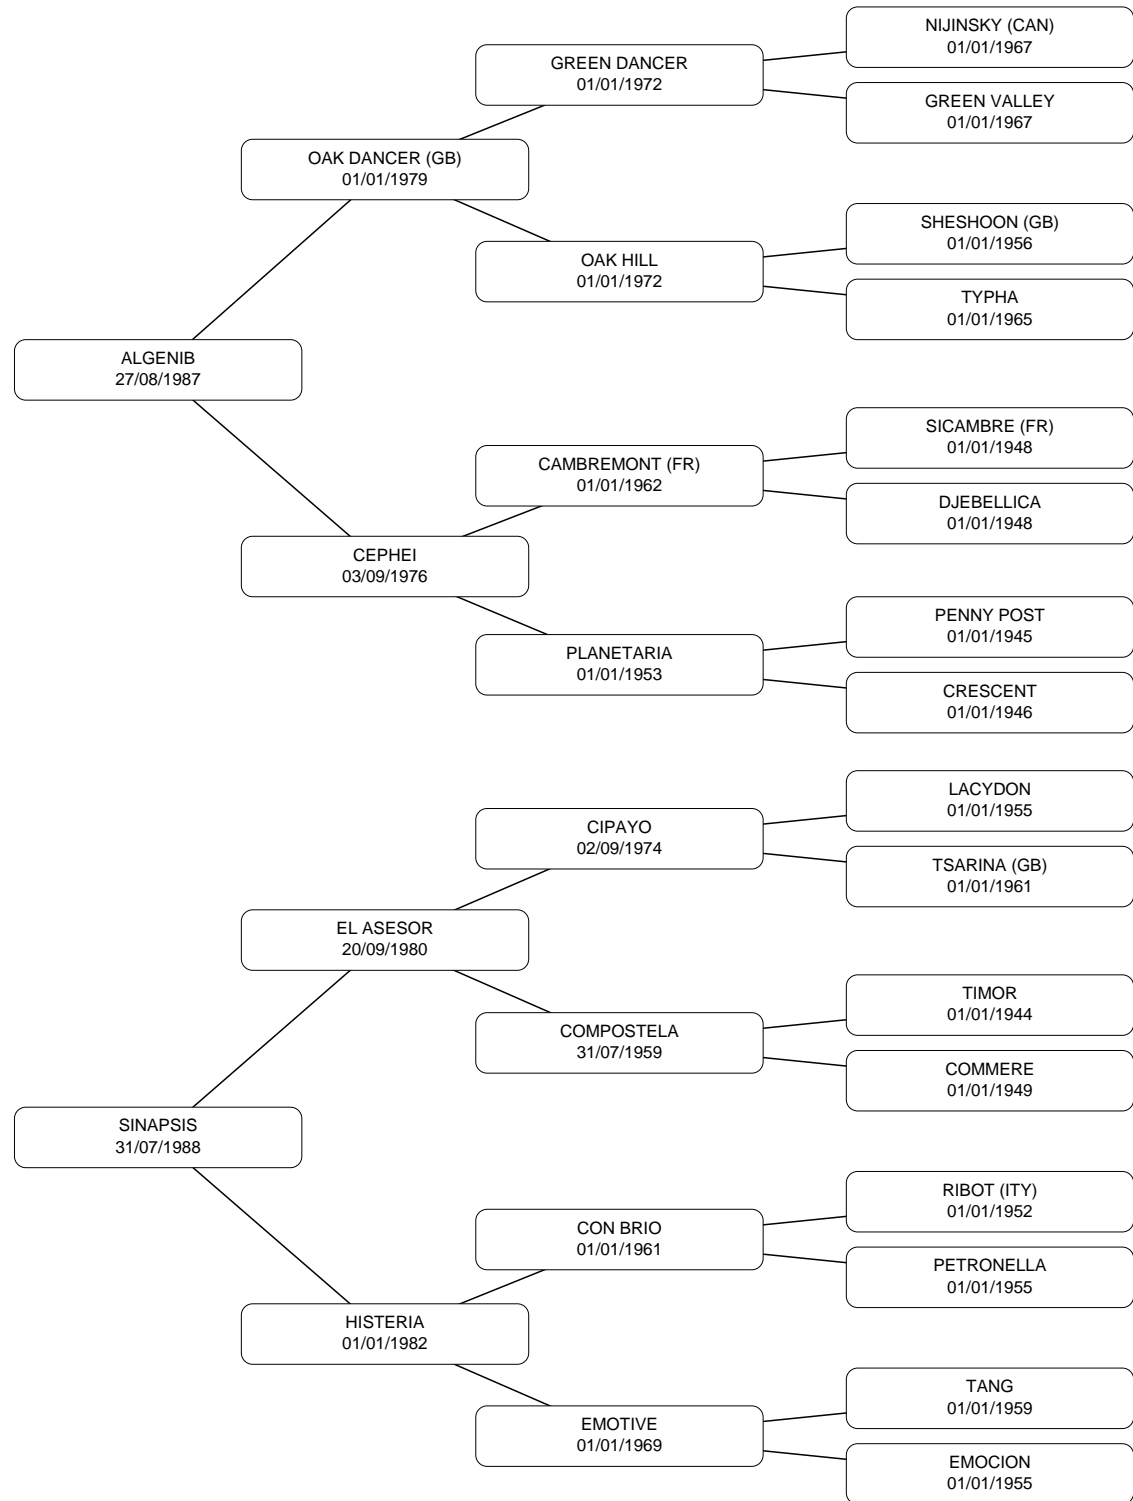 NIJINSKY (CAN)
01/01/1967
GREEN DANCER
01/01/1972
GREEN VALLEY
01/01/1967
OAK DANCER (GB)
01/01/1979
SHESHOON (GB)
01/01/1956
OAK HILL
01/01/1972
TYPHA
01/01/1965
ALGENIB
27/08/1987
SICAMBRE (FR)
01/01/1948
CAMBREMONT (FR)
01/01/1962
DJEBELLICA
01/01/1948
CEPHEI
03/09/1976
PENNY POST
01/01/1945
PLANETARIA
01/01/1953
CRESCENT
01/01/1946
LACYDON
01/01/1955
CIPAYO
02/09/1974
TSARINA (GB)
01/01/1961
EL ASESOR
20/09/1980
TIMOR
01/01/1944
COMPOSTELA
31/07/1959
COMMERE
01/01/1949
SINAPSIS
31/07/1988
RIBOT (ITY)
01/01/1952
CON BRIO
01/01/1961
PETRONELLA
01/01/1955
HISTERIA
01/01/1982
TANG
01/01/1959
EMOTIVE
01/01/1969
EMOCION
01/01/1955